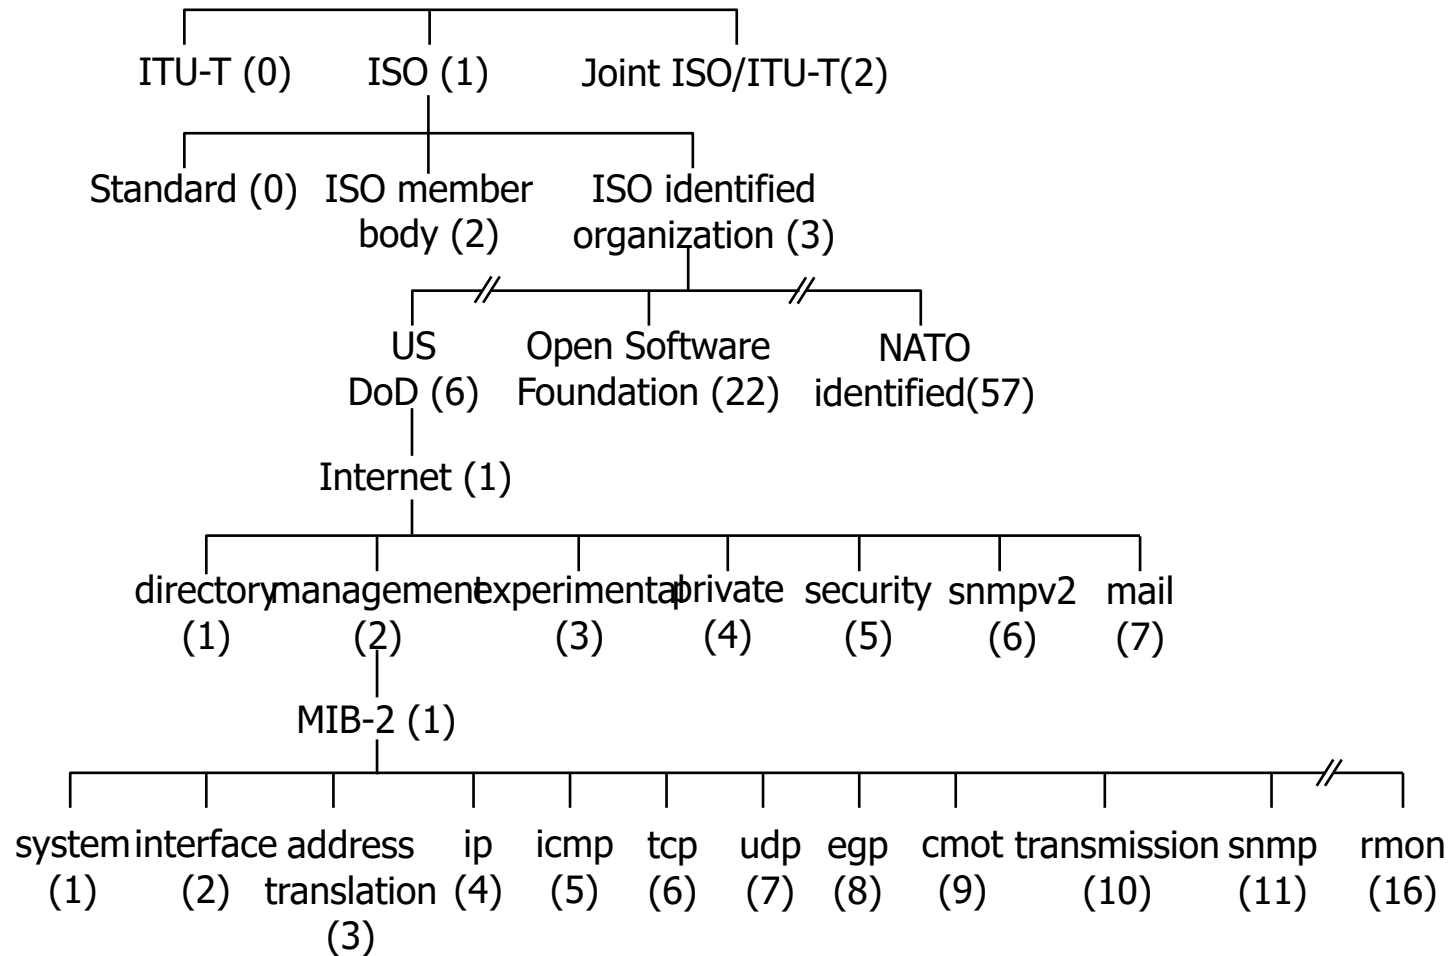 ITU-T (0) ISO (1) Joint ISO/ITU-T(2)
Standard (0) ISO member ISO identified
body (2) organization (3)
US Open Software NATO
DoD (6) Foundation (22) identified(57)
Internet (1)
directory management experimental private security snmpv2 mail
(1) (2) (3) (4) (5) (6) (7)
MIB-2 (1)
system interface address ip icmp tcp udp egp cmot transmission snmp rmon
(1) (2) translation (4) (5) (6) (7) (8) (9) (10) (11) (16)
(3)